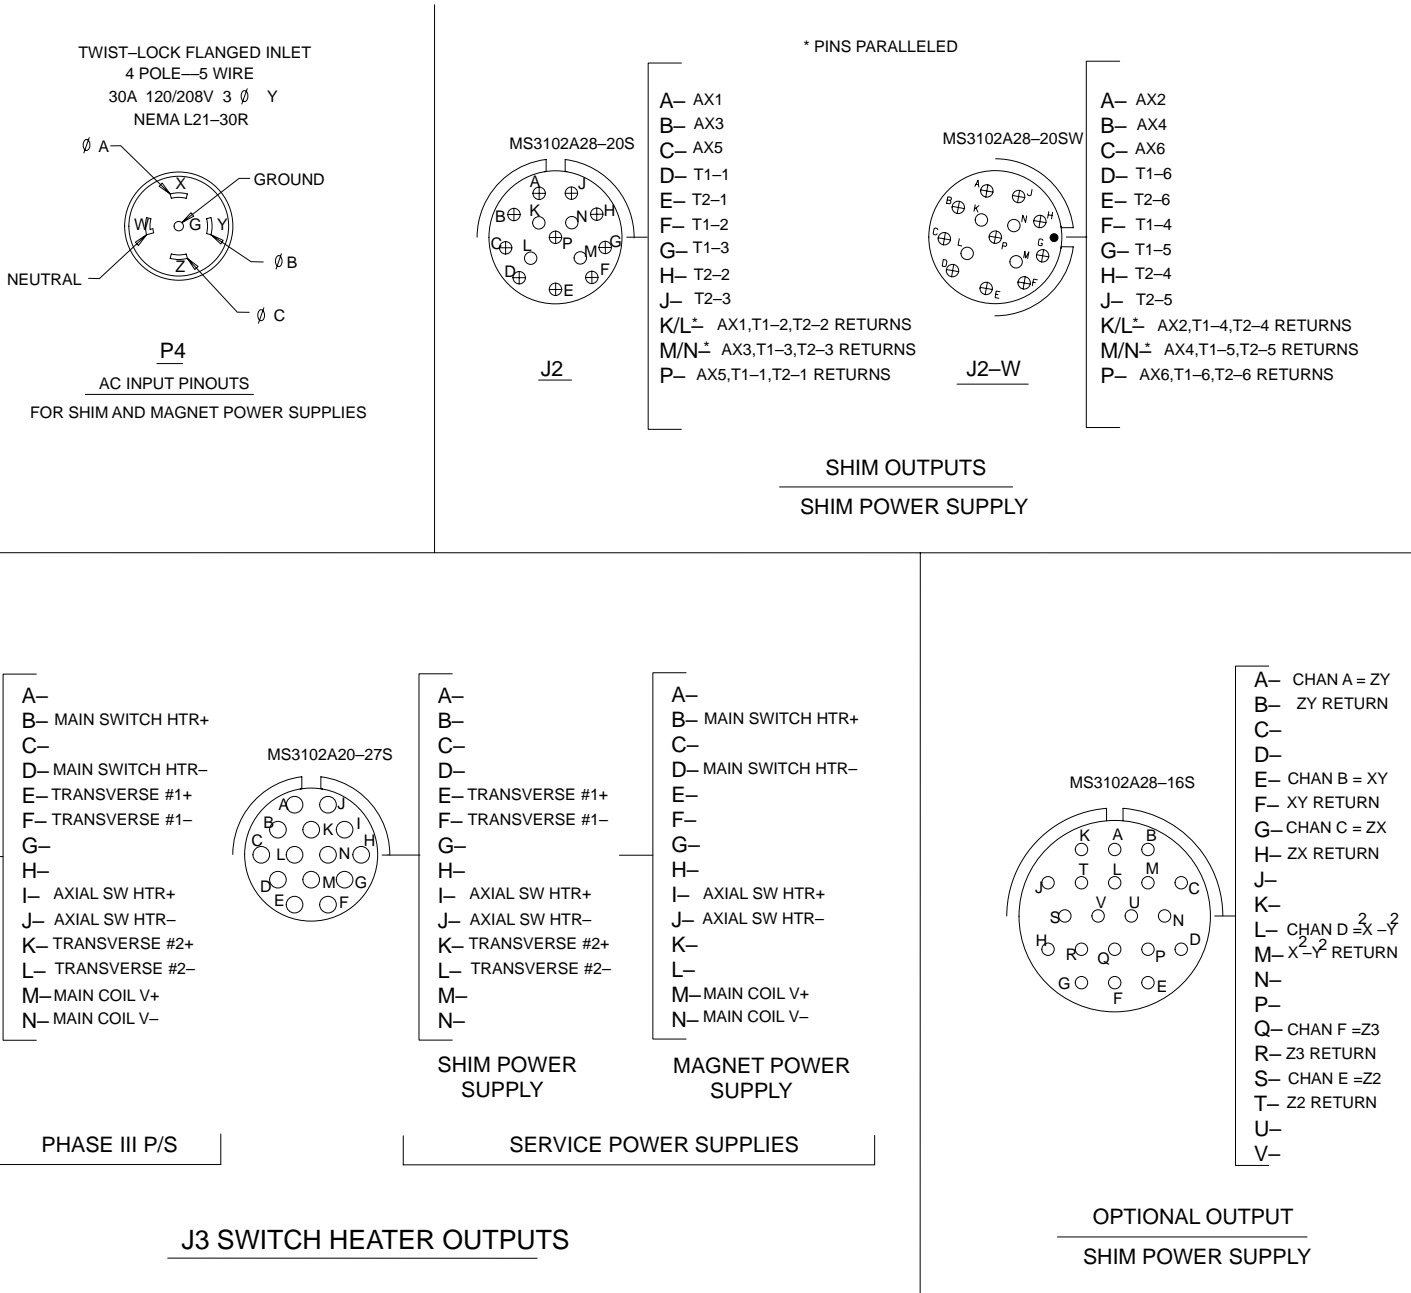 TWIST–LOCK FLANGED INLET
4 POLE––5 WIRE
30A 120/208V 3 Ø Y
NEMA L21–30R
Ø A
X
GROUND
W
G
Y
Z
NEUTRAL
Ø B
Ø C
P4
AC INPUT PINOUTS
FOR SHIM AND MAGNET POWER SUPPLIES
* PINS PARALLELED
MS3102A28–20S
A
J
B
K
N
H
C
L
P
M
G
D
E
F
J2
A– AX1
B– AX3
C– AX5
D– T1–1
E– T2–1
F– T1–2
G– T1–3
H– T2–2
J– T2–3
K/L* – AX1,T1–2,T2–2 RETURNS
M/N* – AX3,T1–3,T2–3 RETURNS
P– AX5,T1–1,T2–1 RETURNS
MS3102A28–20SW
A
J
B
K
N
H
C
L
P
M
G
D
E
F
J2–W
A– AX2
B– AX4
C– AX6
D– T1–6
E– T2–6
F– T1–4
G– T1–5
H– T2–4
J– T2–5
K/L* – AX2,T1–4,T2–4 RETURNS
M/N* – AX4,T1–5,T2–5 RETURNS
P– AX6,T1–6,T2–6 RETURNS
SHIM OUTPUTS
SHIM POWER SUPPLY
A–
B– MAIN SWITCH HTR+
C–
D– MAIN SWITCH HTR–
E– TRANSVERSE #1+
F– TRANSVERSE #1–
G–
H–
I– AXIAL SW HTR+
J– AXIAL SW HTR–
K– TRANSVERSE #2+
L– TRANSVERSE #2–
M– MAIN COIL V+
N– MAIN COIL V–
PHASE III P/S
MS3102A20–27S
A
J
B
K
I
C
L
N
H
D
M
G
E
F
A–
B–
C–
D–
E– TRANSVERSE #1+
F– TRANSVERSE #1–
G–
H–
I– AXIAL SW HTR+
J– AXIAL SW HTR–
K– TRANSVERSE #2+
L– TRANSVERSE #2–
M–
N–
SHIM POWER
SUPPLY
A–
B– MAIN SWITCH HTR+
C–
D– MAIN SWITCH HTR–
E–
F–
G–
H–
I– AXIAL SW HTR+
J– AXIAL SW HTR–
K–
L–
M– MAIN COIL V+
N– MAIN COIL V–
MAGNET POWER
SUPPLY
SERVICE POWER SUPPLIES
J3 SWITCH HEATER OUTPUTS
MS3102A28–16S
K
A
B
T
L
M
J
C
S
V
U
N
H
R
Q
P
D
G
F
E
A– CHAN A = ZY
B– ZY RETURN
C–
D–
E– CHAN B = XY
F– XY RETURN
G– CHAN C = ZX
H– ZX RETURN
J–
K–
L– CHAN D =X² –Y²
M– X²–Y² RETURN
N–
P–
Q– CHAN F =Z3
R– Z3 RETURN
S– CHAN E =Z2
T– Z2 RETURN
U–
V–
OPTIONAL OUTPUT
SHIM POWER SUPPLY